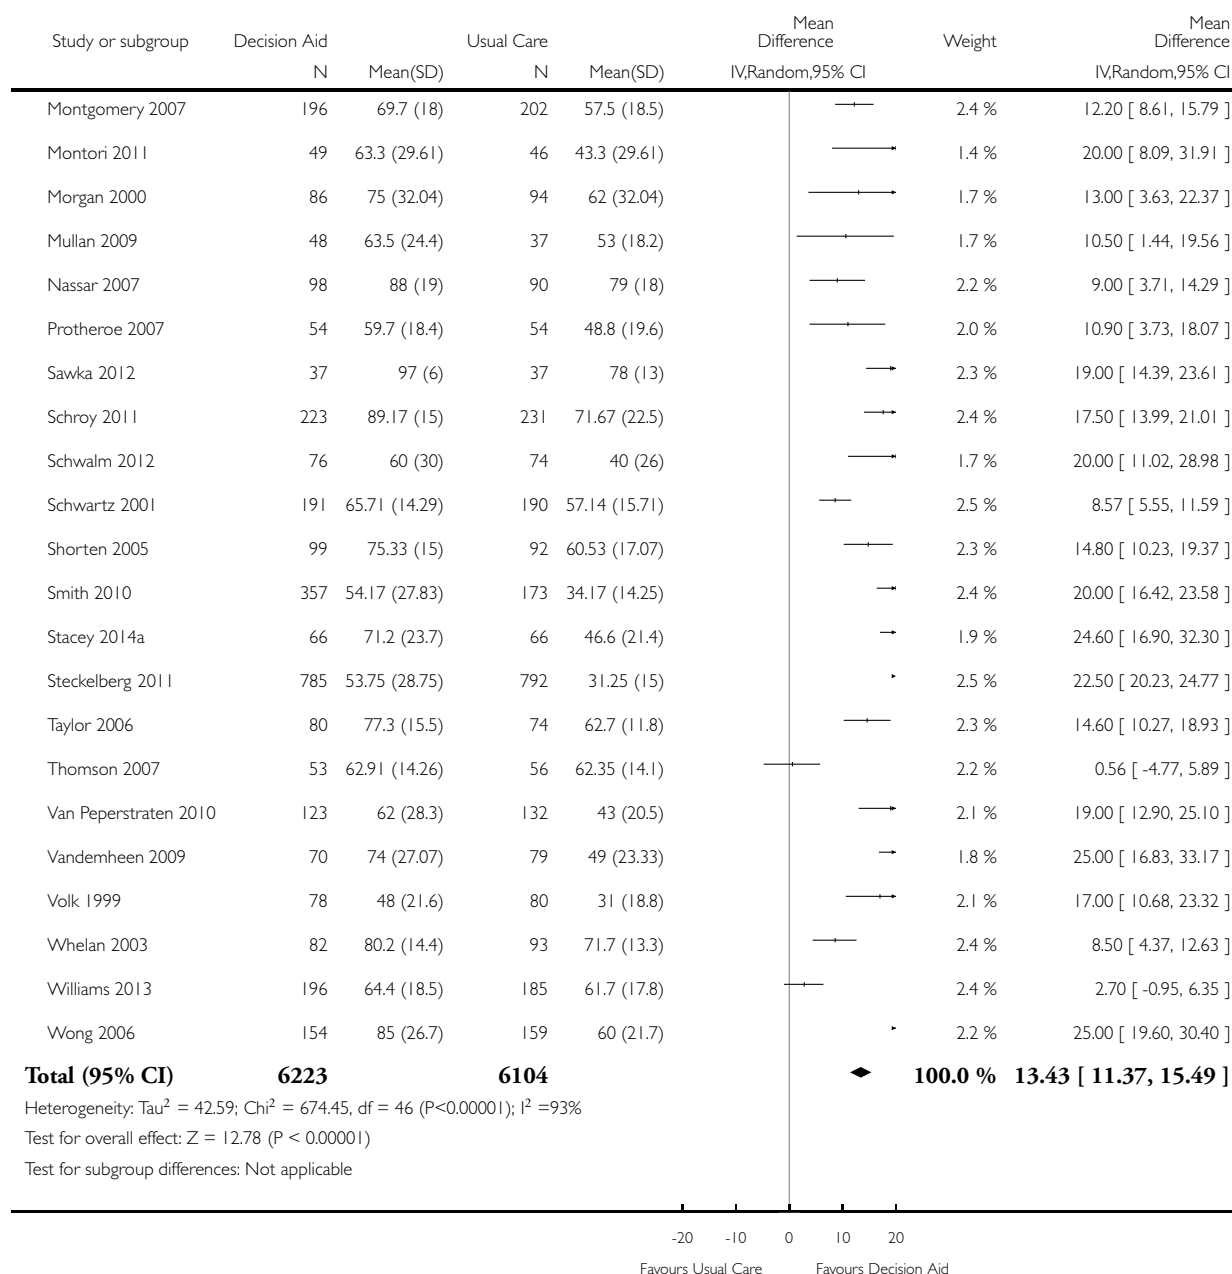 Mean Mean
Study or subgroup Decision Aid Usual Care Difference Weight Difference
N Mean(SD) N Mean(SD) IV,Random,95% CI IV,Random,95% CI
Montgomery 2007 196 69.7 (18) 202 57.5 (18.5) 2.4 % 12.20 [ 8.61, 15.79 ]
Montori 2011 49 63.3 (29.61) 46 43.3 (29.61) 1.4 % 20.00 [ 8.09, 31.91 ]
Morgan 2000 86 75 (32.04) 94 62 (32.04) 1.7 % 13.00 [ 3.63, 22.37 ]
Mullan 2009 48 63.5 (24.4) 37 53 (18.2) 1.7 % 10.50 [ 1.44, 19.56 ]
Nassar 2007 98 88 (19) 90 79 (18) 2.2 % 9.00 [ 3.71, 14.29 ]
Protheroe 2007 54 59.7 (18.4) 54 48.8 (19.6) 2.0 % 10.90 [ 3.73, 18.07 ]
Sawka 2012 37 97 (6) 37 78 (13) 2.3 % 19.00 [ 14.39, 23.61 ]
Schroy 2011 223 89.17 (15) 231 71.67 (22.5) 2.4 % 17.50 [ 13.99, 21.01 ]
Schwalm 2012 76 60 (30) 74 40 (26) 1.7 % 20.00 [ 11.02, 28.98 ]
Schwartz 2001 191 65.71 (14.29) 190 57.14 (15.71) 2.5 % 8.57 [ 5.55, 11.59 ]
Shorten 2005 99 75.33 (15) 92 60.53 (17.07) 2.3 % 14.80 [ 10.23, 19.37 ]
Smith 2010 357 54.17 (27.83) 173 34.17 (14.25) 2.4 % 20.00 [ 16.42, 23.58 ]
Stacey 2014a 66 71.2 (23.7) 66 46.6 (21.4) 1.9 % 24.60 [ 16.90, 32.30 ]
Steckelberg 2011 785 53.75 (28.75) 792 31.25 (15) 2.5 % 22.50 [ 20.23, 24.77 ]
Taylor 2006 80 77.3 (15.5) 74 62.7 (11.8) 2.3 % 14.60 [ 10.27, 18.93 ]
Thomson 2007 53 62.91 (14.26) 56 62.35 (14.1) 2.2 % 0.56 [ -4.77, 5.89 ]
Van Peperstraten 2010 123 62 (28.3) 132 43 (20.5) 2.1 % 19.00 [ 12.90, 25.10 ]
Vandemheen 2009 70 74 (27.07) 79 49 (23.33) 1.8 % 25.00 [ 16.83, 33.17 ]
Volk 1999 78 48 (21.6) 80 31 (18.8) 2.1 % 17.00 [ 10.68, 23.32 ]
Whelan 2003 82 80.2 (14.4) 93 71.7 (13.3) 2.4 % 8.50 [ 4.37, 12.63 ]
Williams 2013 196 64.4 (18.5) 185 61.7 (17.8) 2.4 % 2.70 [ -0.95, 6.35 ]
Wong 2006 154 85 (26.7) 159 60 (21.7) 2.2 % 25.00 [ 19.60, 30.40 ]
Total (95% CI) 6223 6104 100.0 % 13.43 [ 11.37, 15.49 ]
Heterogeneity: Tau² = 42.59; Chi² = 674.45, df = 46 (P<0.00001); I² =93%
Test for overall effect: Z = 12.78 (P < 0.00001)
Test for subgroup differences: Not applicable
-20 -10 0 10 20
Favours Usual Care Favours Decision Aid